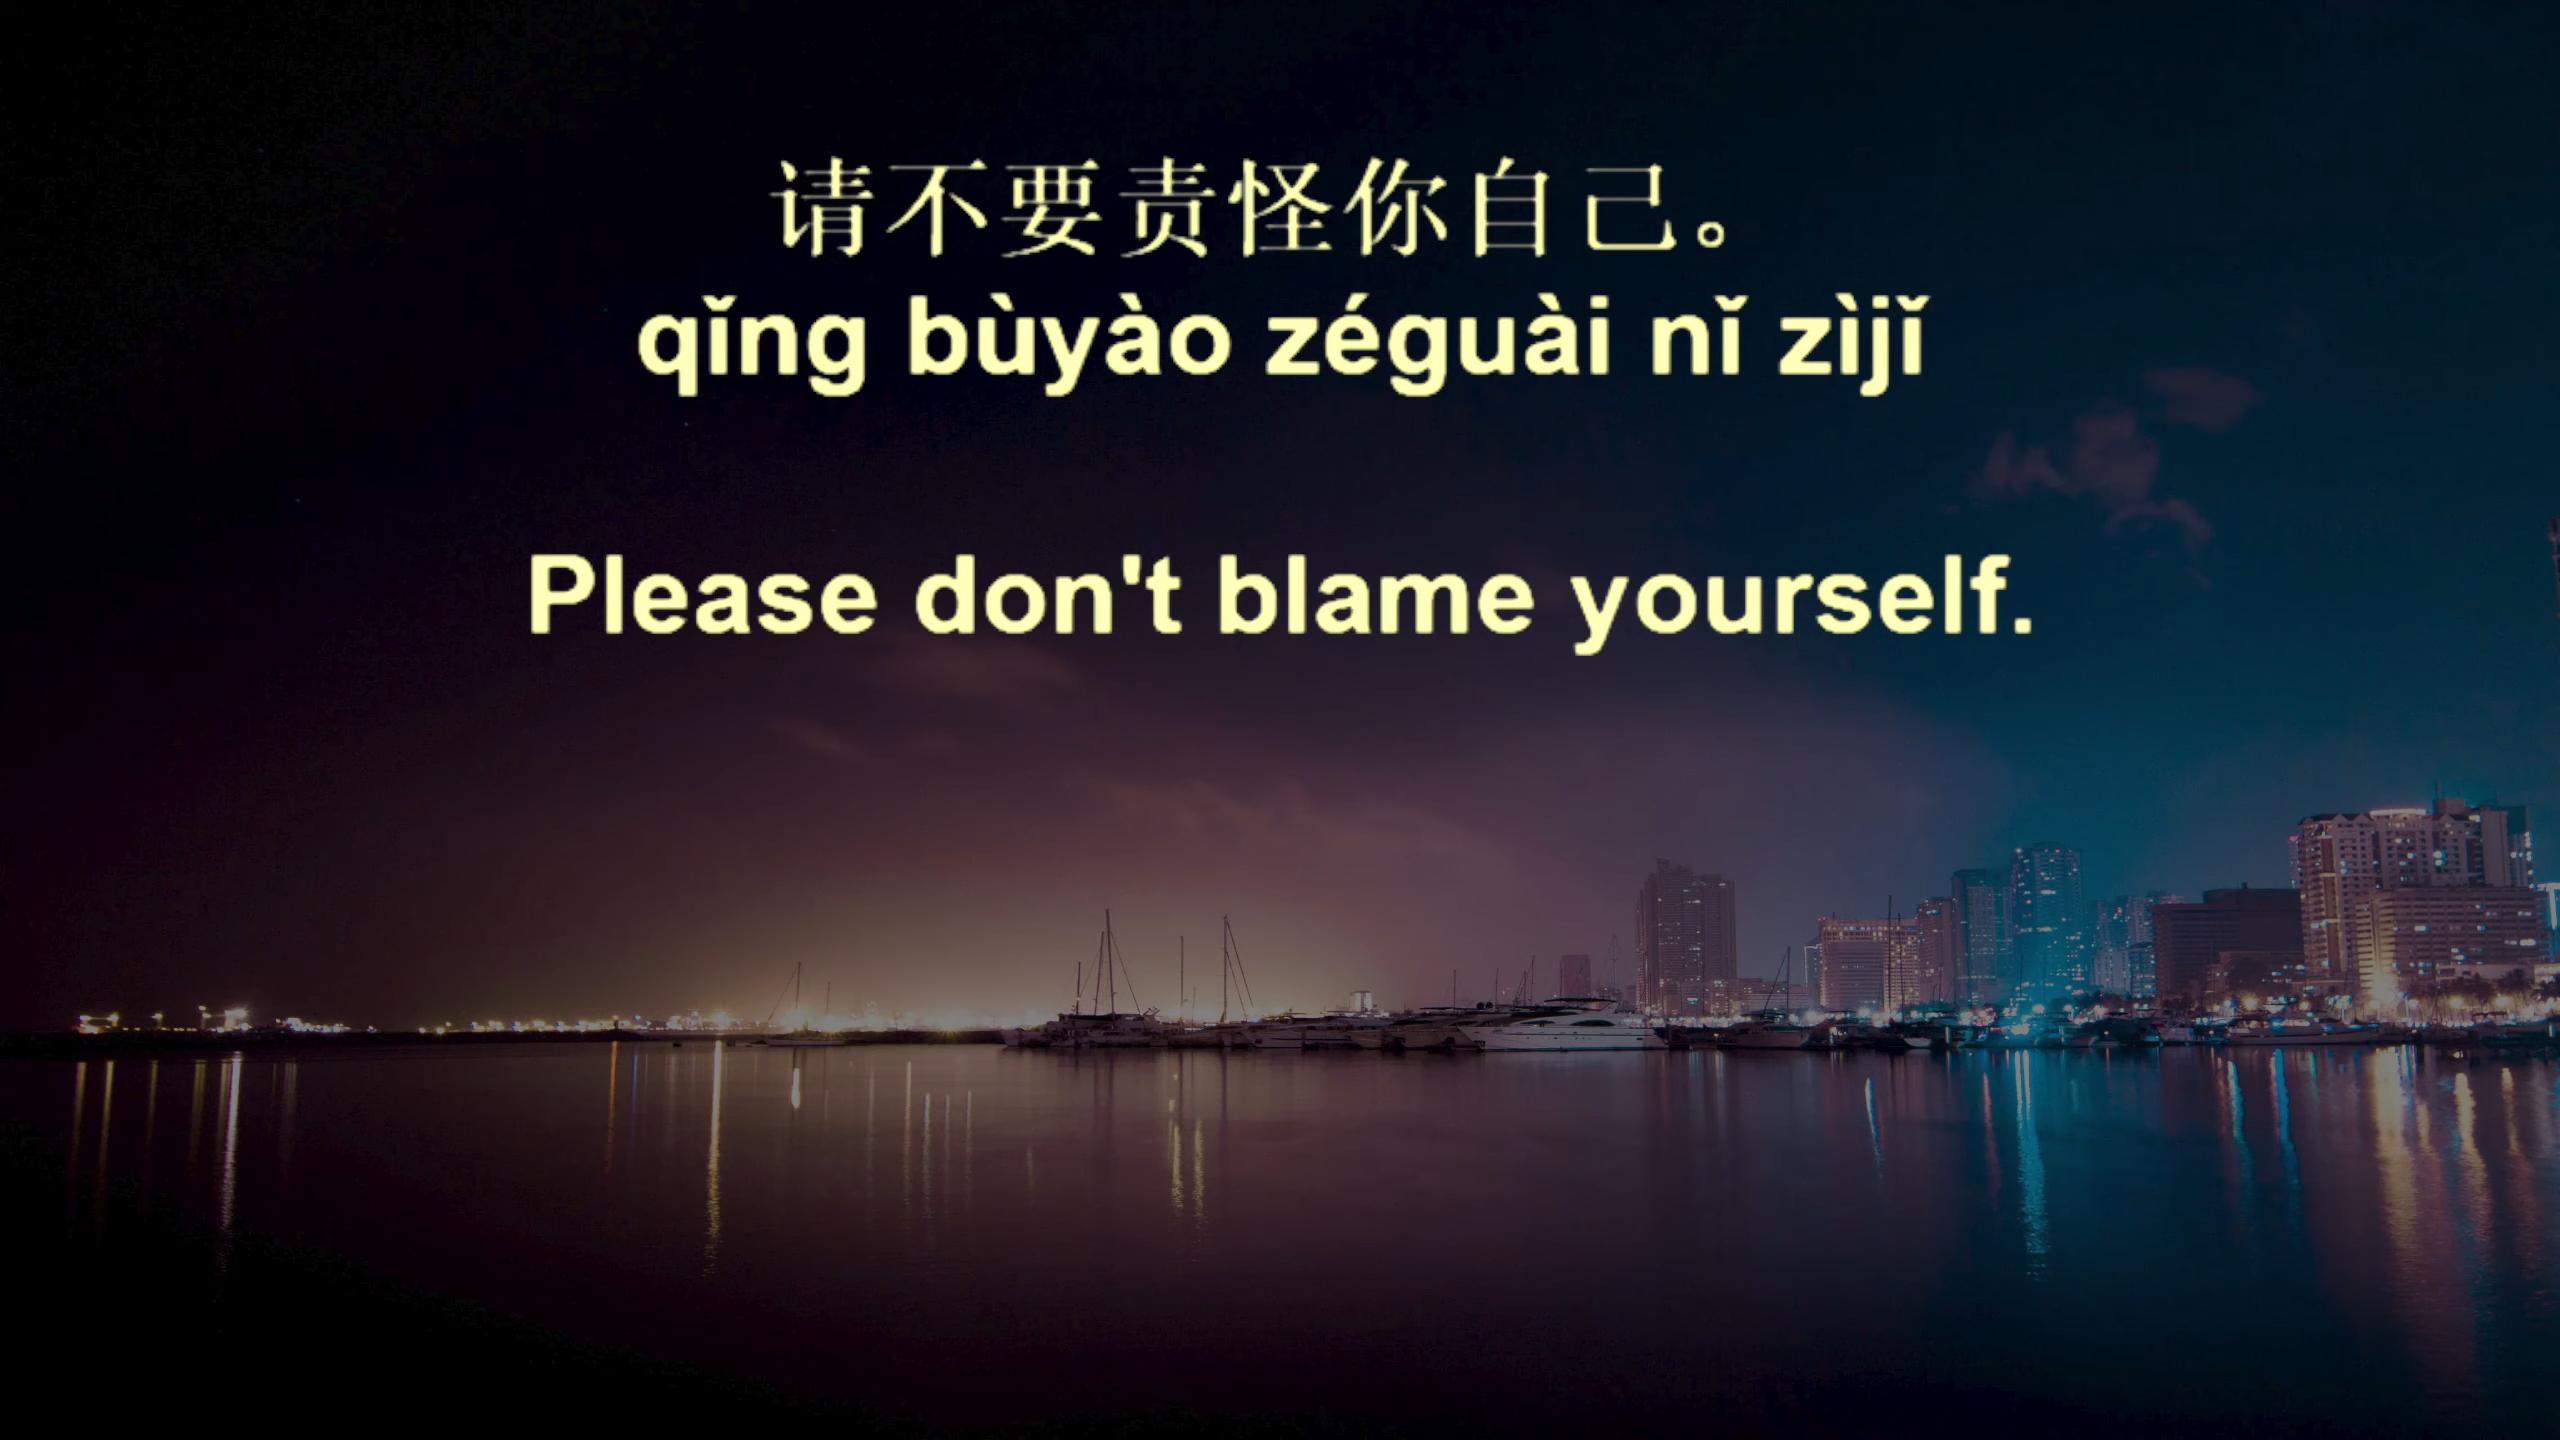 请不要责怪你自己。
qǐng bùyào zéguài nǐ zìjǐ
Please don't blame yourself.